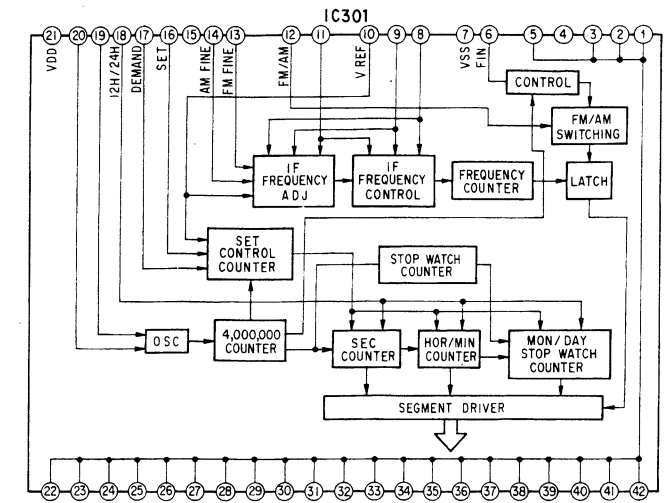 IC301
21 20 19 18 17 16 15 14 13 12 11 10 9 8 7 6 5 4 3 2 1
VDD
12H/24H
DEMAND
SET
AM FINE
FM FINE
FM/AM
V REF
VSS
FIN
CONTROL
FM/AM
SWITCHING
IF
FREQUENCY
ADJ
IF
FREQUENCY
CONTROL
FREQUENCY
COUNTER
LATCH
SET
CONTROL
COUNTER
STOP WATCH
COUNTER
OSC
4,000,000
COUNTER
SEC
COUNTER
HOR/MIN
COUNTER
MON/DAY
STOP WATCH
COUNTER
SEGMENT DRIVER
22 23 24 25 26 27 28 29 30 31 32 33 34 35 36 37 38 39 40 41 42